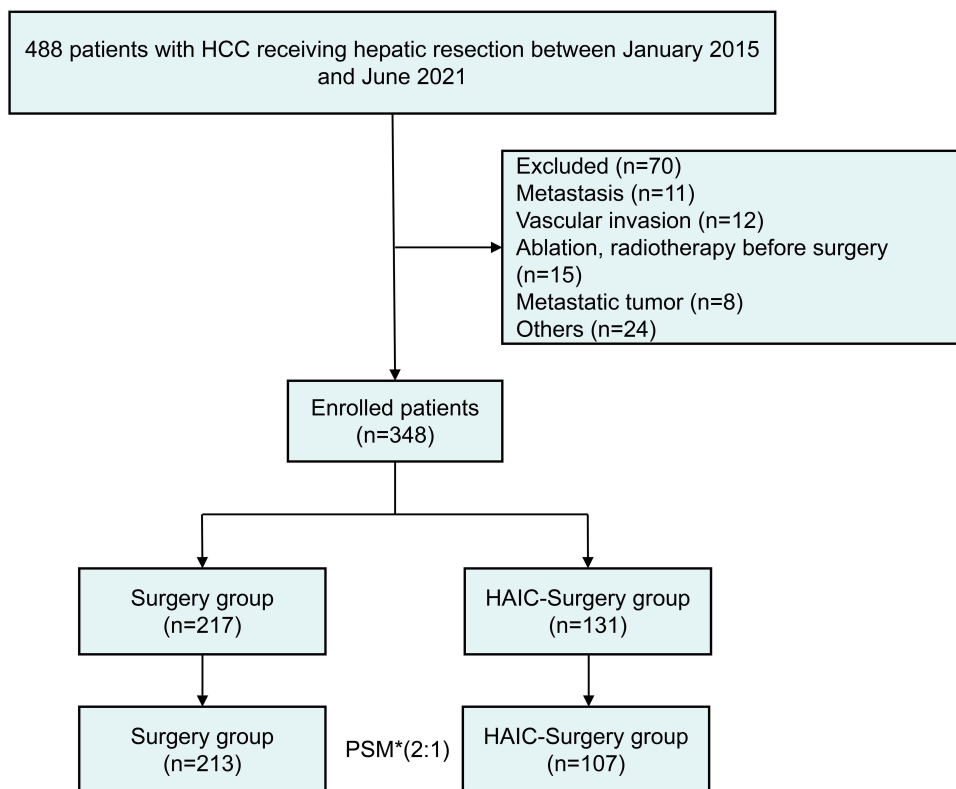 488 patients with HCC receiving hepatic resection between January 2015
and June 2021
Excluded (n=70)
Metastasis (n=11)
Vascular invasion (n=12)
Ablation, radiotherapy before surgery
(n=15)
Metastatic tumor (n=8)
Others (n=24)
Enrolled patients
(n=348)
Surgery group
(n=217)
HAIC-Surgery group
(n=131)
Surgery group
(n=213)
PSM*(2:1)
HAIC-Surgery group
(n=107)